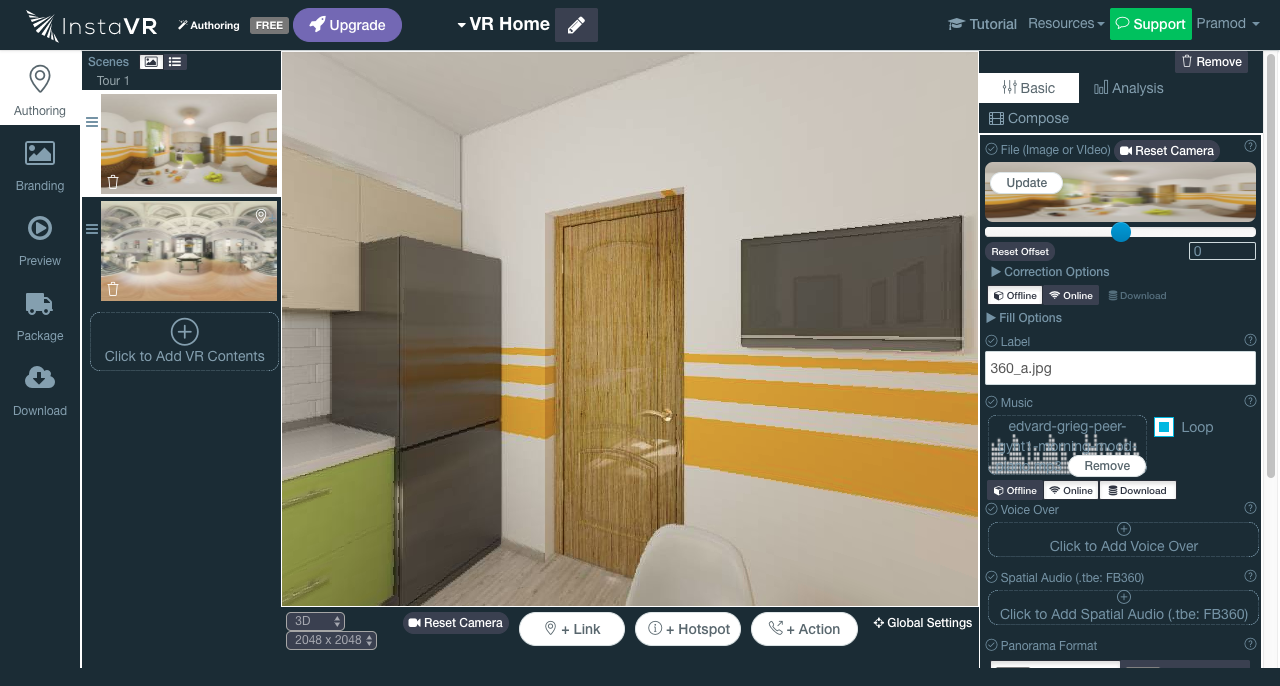 InstaVR
Authoring
FREE
Upgrade
VR Home
Tutorial
Resources
Support
Pramod
Authoring
Branding
Preview
Package
Download
Scenes
Tour 1
Click to Add VR Contents
3D
2048 x 2048
Reset Camera
+ Link
+ Hotspot
+ Action
Global Settings
Remove
Basic
Analysis
Compose
File (Image or VIdeo)
Reset Camera
Update
Reset Offset
0
Correction Options
Offline
Online
Download
Fill Options
Label
360_a.jpg
Music
edvard-grieg-peer-
Loop
Remove
Offline
Online
Download
Voice Over
Click to Add Voice Over
Spatial Audio (.tbe: FB360)
Click to Add Spatial Audio (.tbe: FB360)
Panorama Format